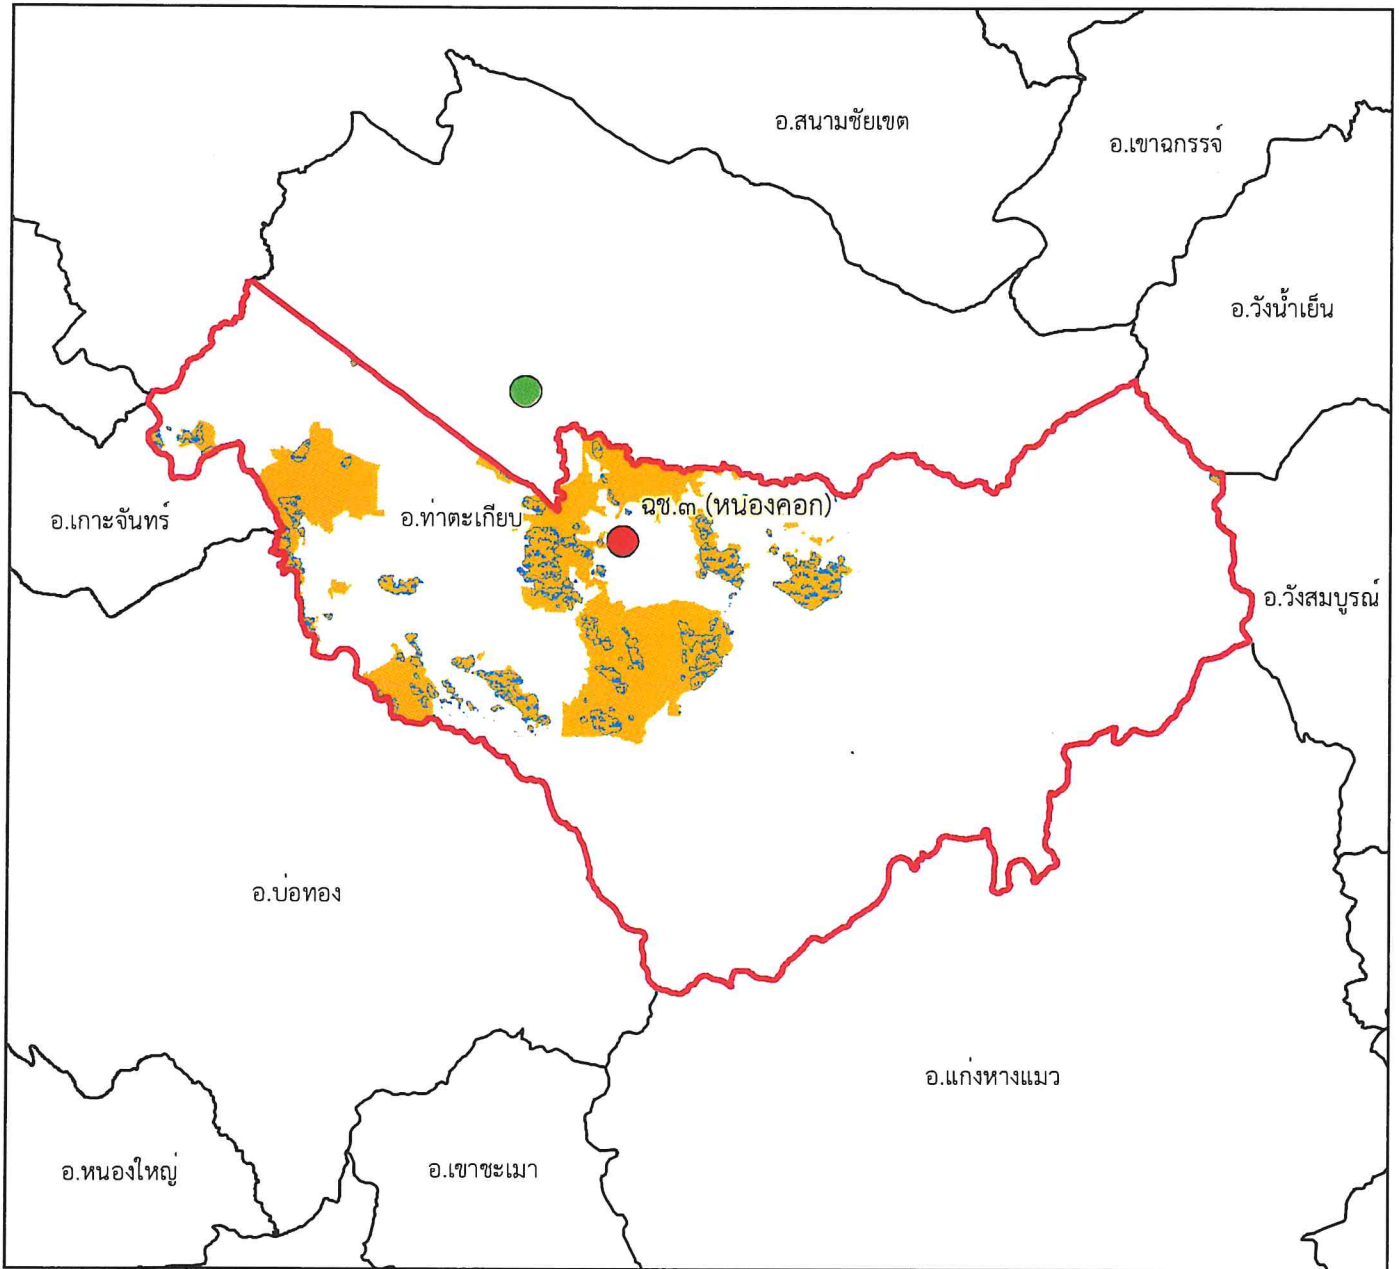 อ.สนามชัยเขต
อ.เขาฉกรรจ์
อ.วังน้ำเย็น
อ.เกาะจันทร์
อ.ท่าตะเกียบ
ฉช.๓ (หนองคอก)
อ.วังสมบูรณ์
อ.บ่อทอง
อ.แก่งหางแมว
อ.หนองใหญ่
อ.เขาชะเมา